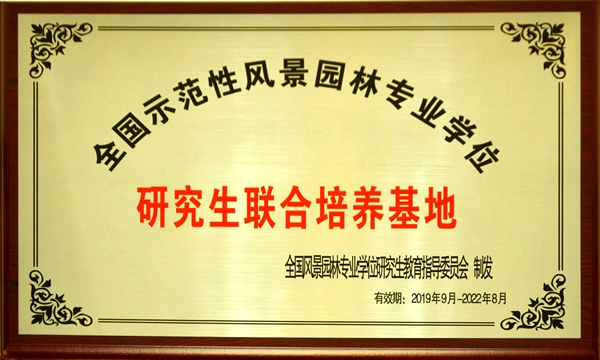 全国示范性风景园林专业学位
研究生联合培养基地
全国风景园林专业学位研究生教育指导委员会 制发
有效期：2019年9月-2022年8月